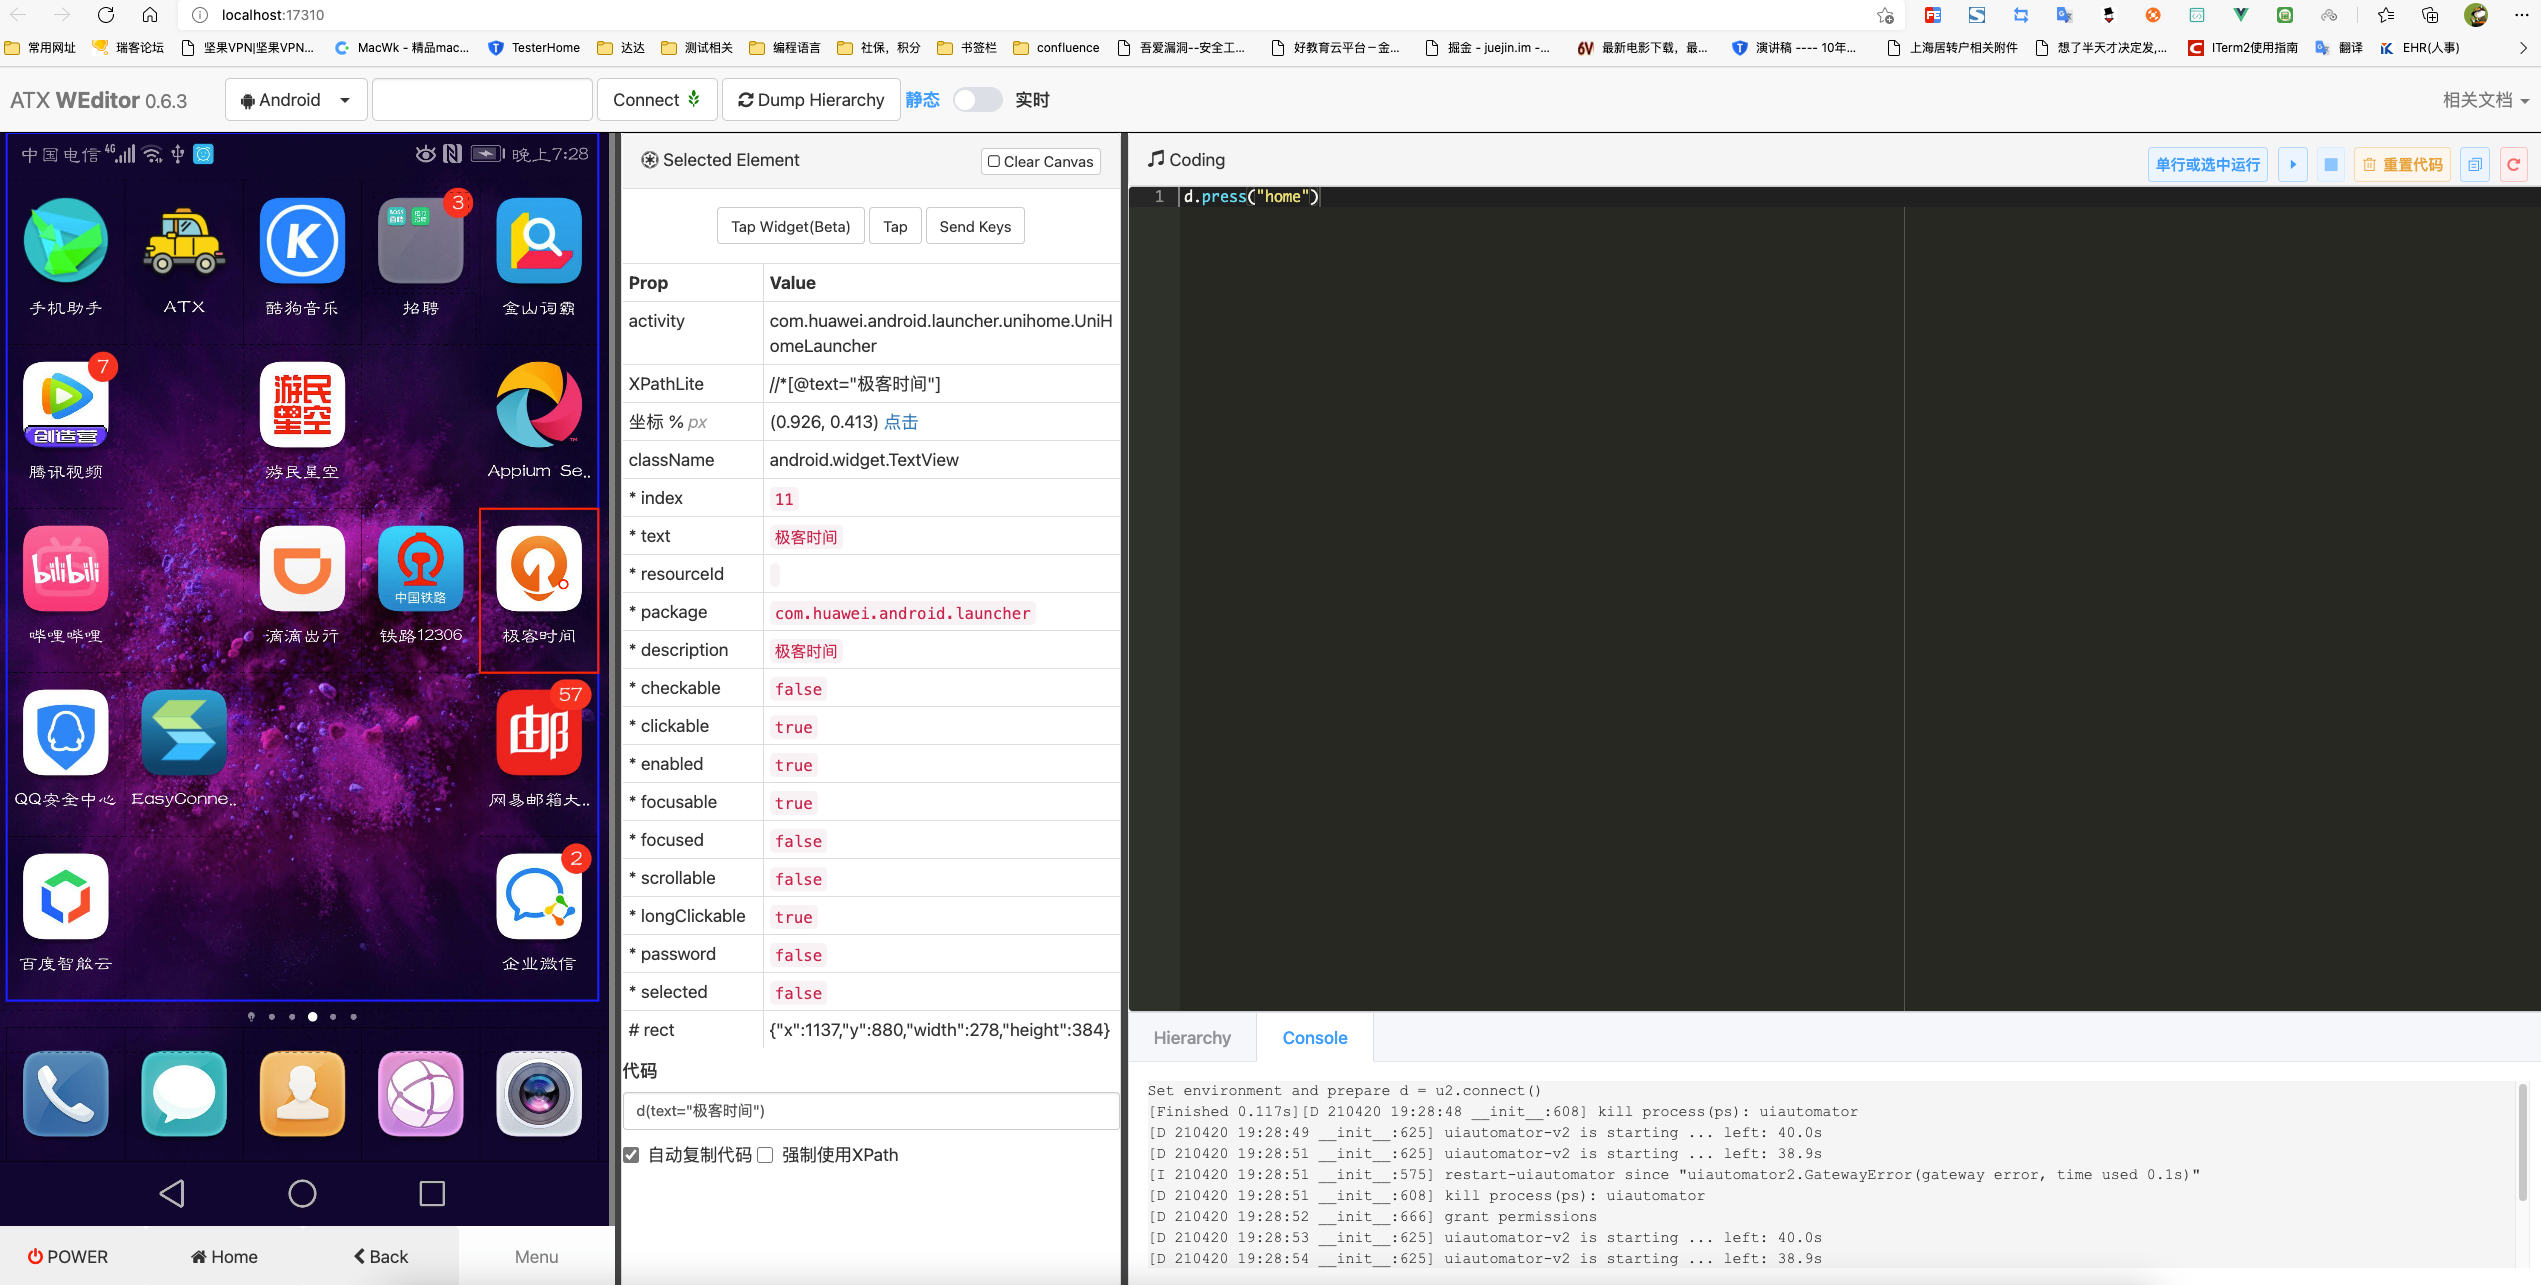 localhost:17310
常用网址 瑞客论坛 坚果VPN|坚果VPN... MacWk - 精品mac... TesterHome 达达 测试相关 编程语言 社保，积分 书签栏 confluence 吾爱漏洞--安全工... 好教育云平台－金... 掘金 - juejin.im -... 最新电影下载，最... 演讲稿 ---- 10年... 上海居转户相关附件 想了半天才决定发,... ITerm2使用指南 翻译 EHR(人事)
ATX WEditor 0.6.3 Android Connect Dump Hierarchy 静态 实时 相关文档
中国电信 4G 晚上7:28
3
手机助手 ATX 酷狗音乐 招聘 金山词霸
7
创造营
游民星空
腾讯视频 游民星空 Appium Se..
bilibili
中国铁路
哔哩哔哩 滴滴出行 铁路12306 极客时间
57
邮
QQ安全中心 EasyConne.. 网易邮箱大..
2
百度智能云 企业微信
POWER Home Back Menu
Selected Element Clear Canvas
Tap Widget(Beta) Tap Send Keys
Prop Value
activity com.huawei.android.launcher.unihome.UniH
omeLauncher
XPathLite //*[@text="极客时间"]
坐标 % px (0.926, 0.413) 点击
className android.widget.TextView
* index 11
* text 极客时间
* resourceId
* package com.huawei.android.launcher
* description 极客时间
* checkable false
* clickable true
* enabled true
* focusable true
* focused false
* scrollable false
* longClickable true
* password false
* selected false
# rect {"x":1137,"y":880,"width":278,"height":384}
代码
d(text="极客时间")
自动复制代码 强制使用XPath
Coding 单行或选中运行 重置代码
1 d.press("home")
Hierarchy Console
Set environment and prepare d = u2.connect()
[Finished 0.117s][D 210420 19:28:48 __init__:608] kill process(ps): uiautomator
[D 210420 19:28:49 __init__:625] uiautomator-v2 is starting ... left: 40.0s
[D 210420 19:28:51 __init__:625] uiautomator-v2 is starting ... left: 38.9s
[I 210420 19:28:51 __init__:575] restart-uiautomator since "uiautomator2.GatewayError(gateway error, time used 0.1s)"
[D 210420 19:28:51 __init__:608] kill process(ps): uiautomator
[D 210420 19:28:52 __init__:666] grant permissions
[D 210420 19:28:53 __init__:625] uiautomator-v2 is starting ... left: 40.0s
[D 210420 19:28:54 __init__:625] uiautomator-v2 is starting ... left: 38.9s